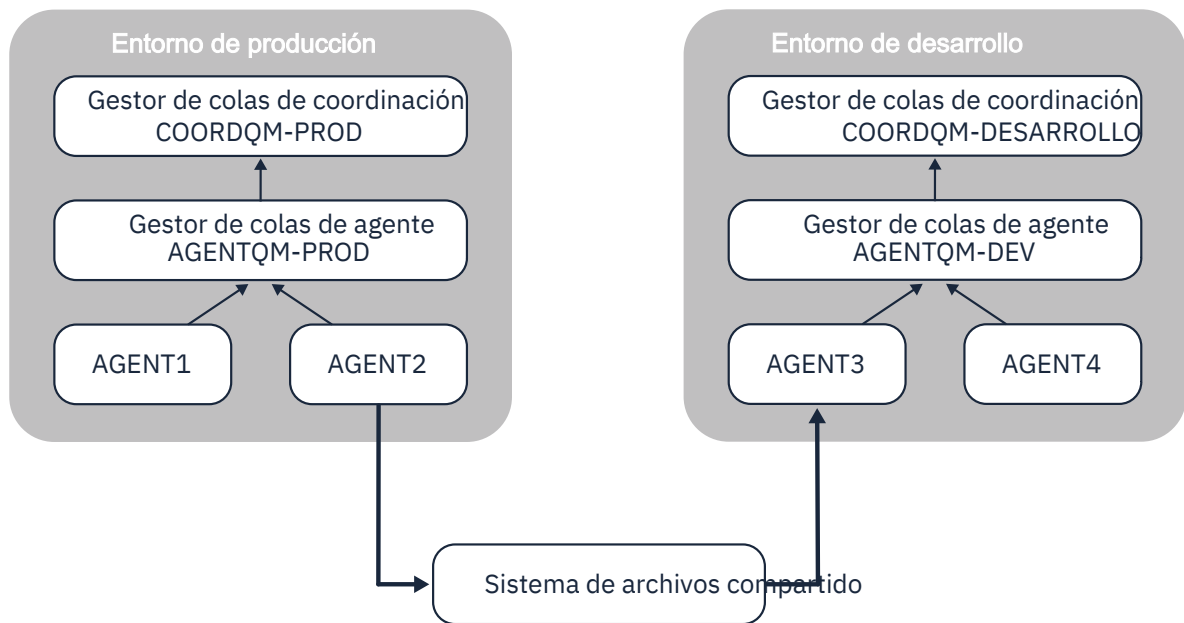 Entorno de producción
Gestor de colas de coordinación
COORDQM-PROD
Gestor de colas de agente
AGENTQM-PROD
AGENT1
AGENT2
Entorno de desarrollo
Gestor de colas de coordinación
COORDQM-DESARROLLO
Gestor de colas de agente
AGENTQM-DEV
AGENT3
AGENT4
Sistema de archivos compartido